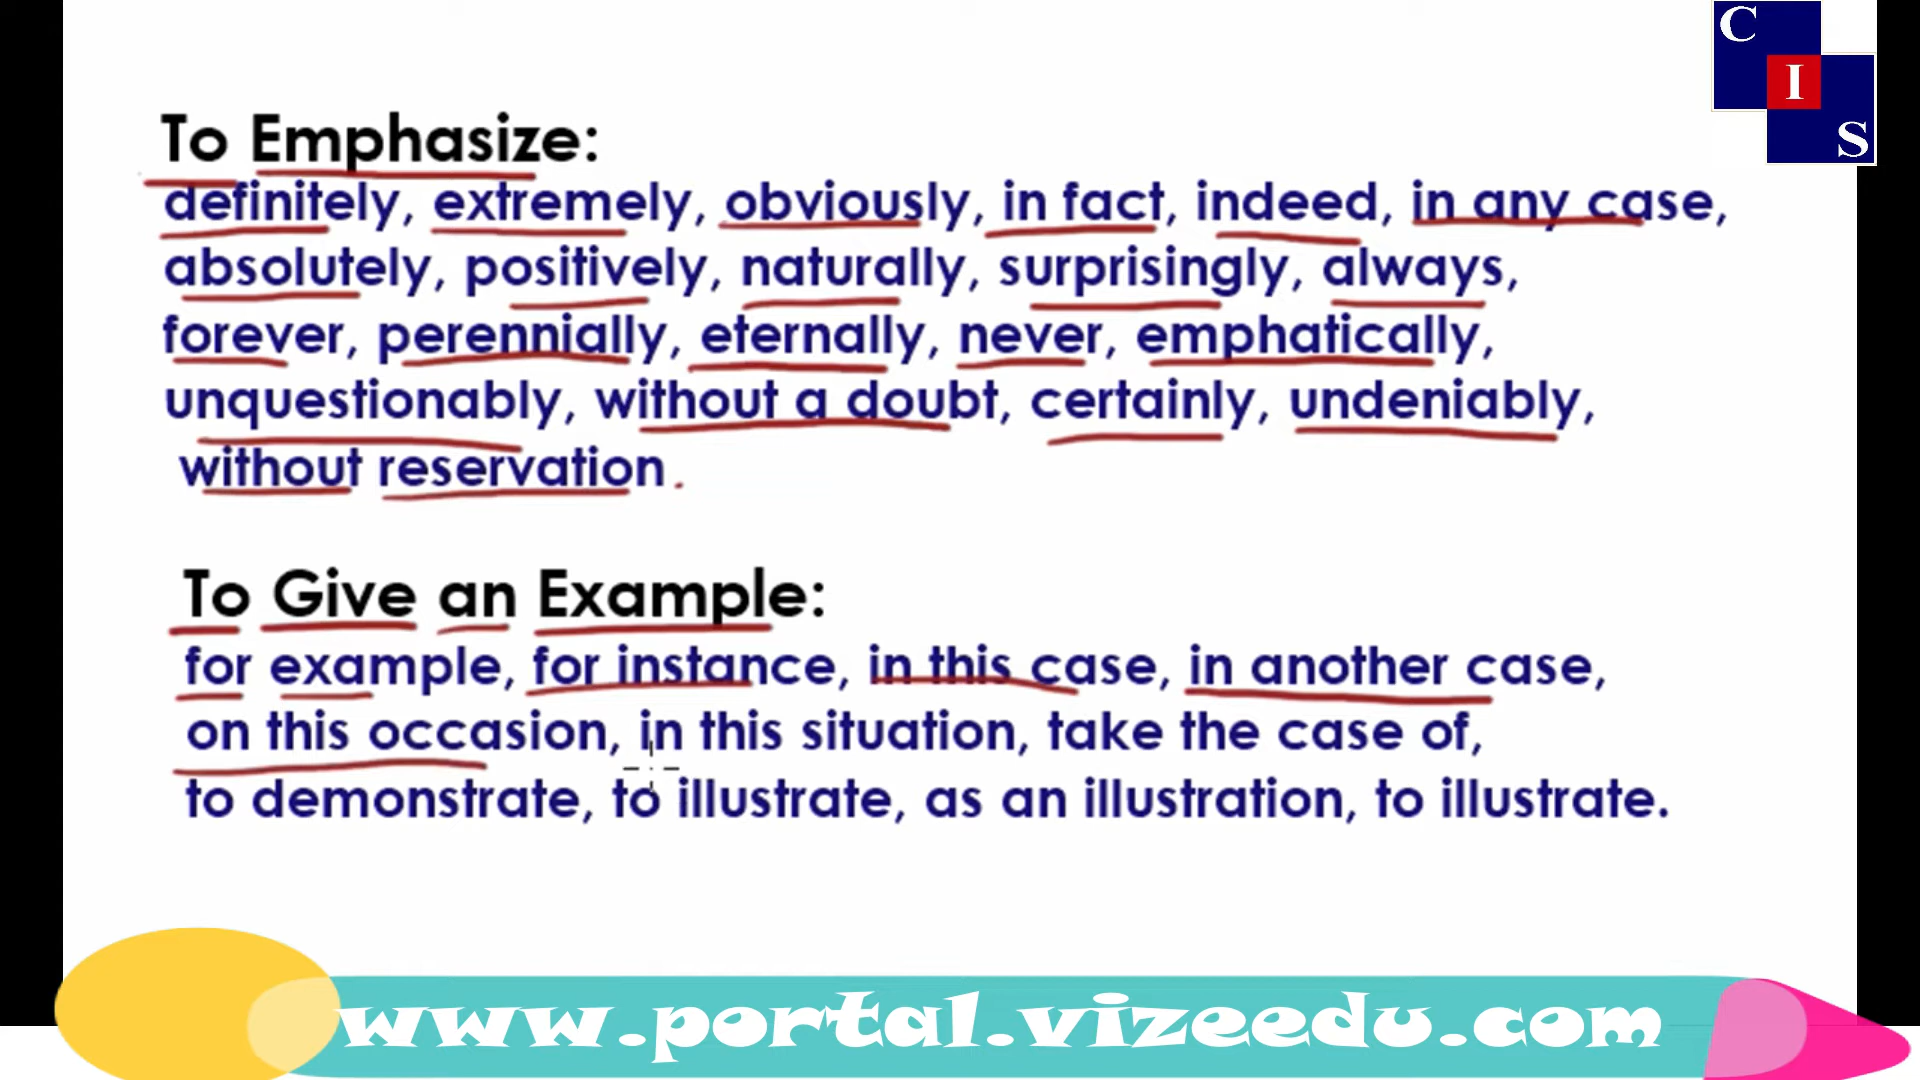 C
I
S
To Emphasize:
definitely, extremely, obviously, in fact, indeed, in any case,
absolutely, positively, naturally, surprisingly, always,
forever, perennially, eternally, never, emphatically,
unquestionably, without a doubt, certainly, undeniably,
without reservation.
To Give an Example:
for example, for instance, in this case, in another case,
on this occasion, in this situation, take the case of,
to demonstrate, to illustrate, as an illustration, to illustrate.
www.portal.vizeedu.com